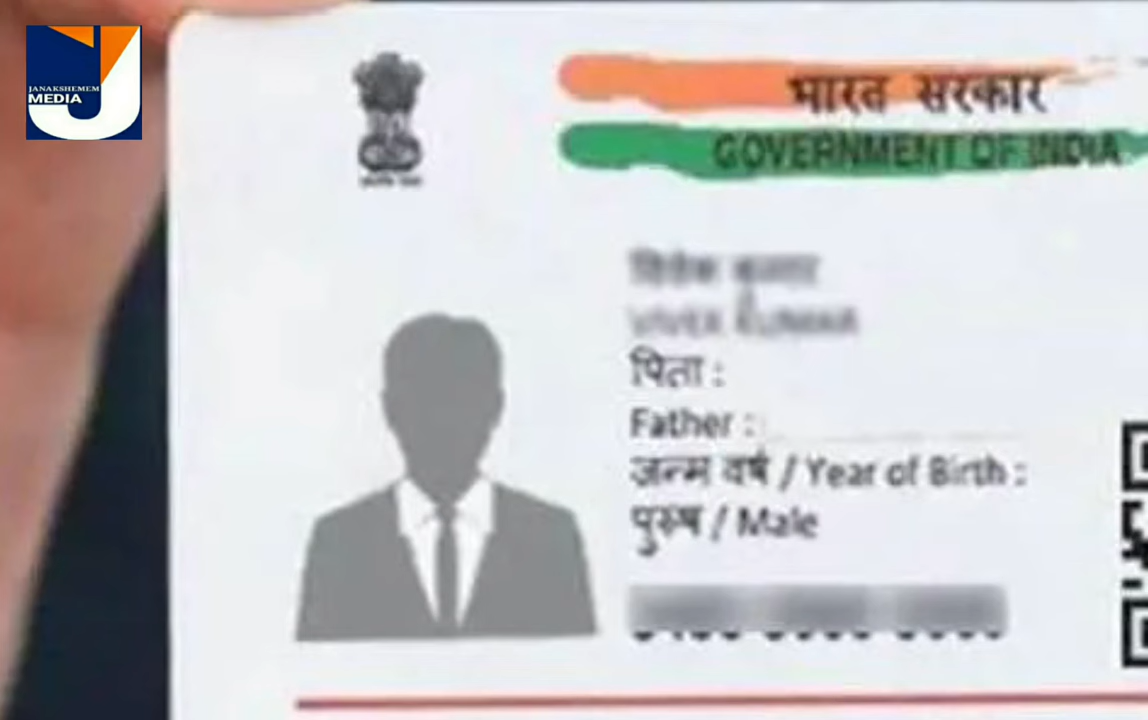 JANAKSHEMEM
MEDIA
भारत सरकार
GOVERNMENT OF INDIA
पिता :
Father :
जन्म वर्ष / Year of Birth :
पुरुष / Male